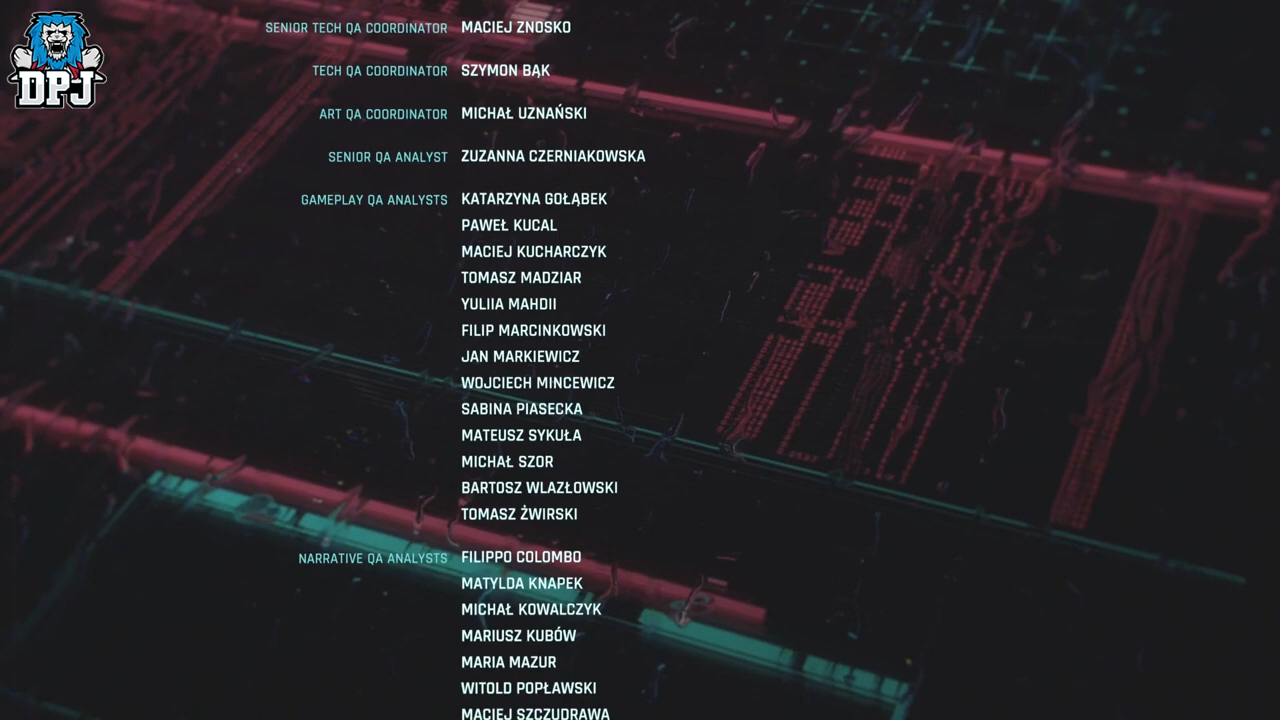 DPJ
SENIOR TECH QA COORDINATOR MACIEJ ZNOSKO
TECH QA COORDINATOR SZYMON BĄK
ART QA COORDINATOR MICHAŁ UZNAŃSKI
SENIOR QA ANALYST ZUZANNA CZERNIAKOWSKA
GAMEPLAY QA ANALYSTS KATARZYNA GOŁĄBEK
PAWEŁ KUCAL
MACIEJ KUCHARCZYK
TOMASZ MADZIAR
YULIIA MAHDII
FILIP MARCINKOWSKI
JAN MARKIEWICZ
WOJCIECH MINCEWICZ
SABINA PIASECKA
MATEUSZ SYKUŁA
MICHAŁ SZOR
BARTOSZ WLAZŁOWSKI
TOMASZ ŻWIRSKI
NARRATIVE QA ANALYSTS FILIPPO COLOMBO
MATYLDA KNAPEK
MICHAŁ KOWALCZYK
MARIUSZ KUBÓW
MARIA MAZUR
WITOLD POPŁAWSKI
MACIEJ SZCZUDRAWA